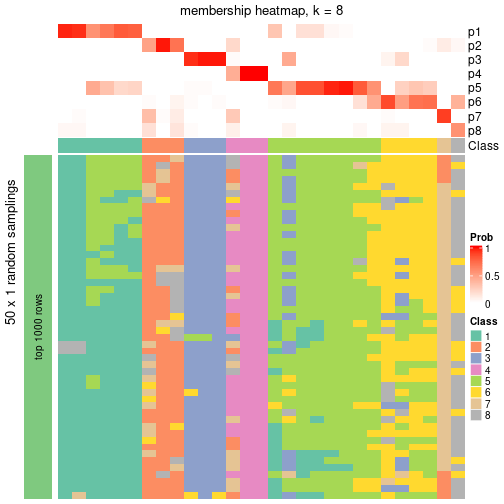 membership heatmap, k = 8
p1
p2
p3
p4
p5
p6
p7
p8
Class
50 x 1 random samplings
top 1000 rows
Prob
1
0.5
0
Class
1
2
3
4
5
6
7
8